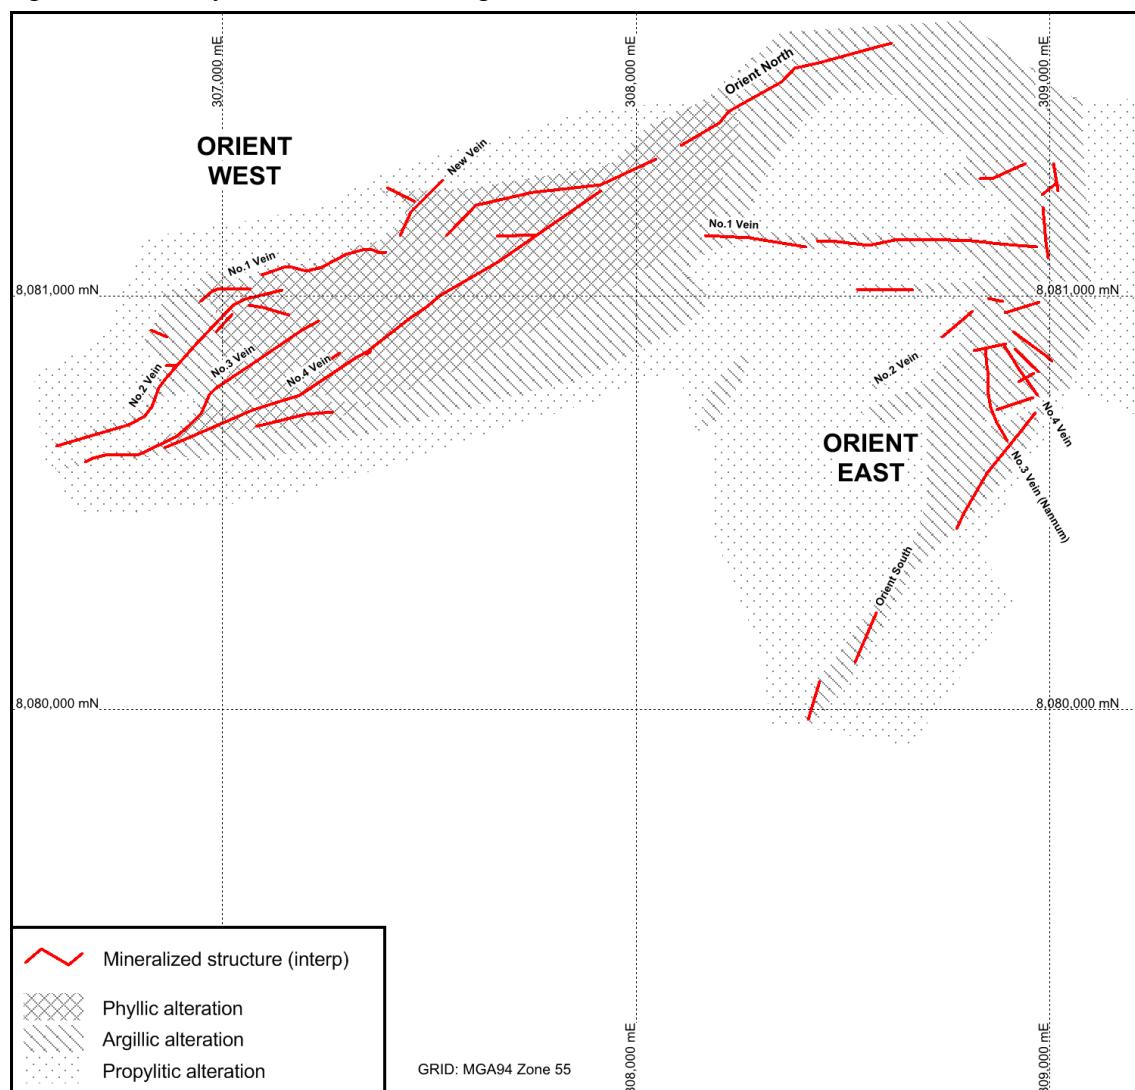 307,000 mE
308,000 mE
309,000 mE
Orient North
ORIENT
WEST
New Vein
No.1 Vein
No.1 Vein
8,081,000 mN
8,081,000 mN
No.2 Vein
No.3 Vein
No.4 Vein
No.2 Vein
ORIENT
EAST
No.4 Vein
No.3 Vein (Nannum)
Orient South
8,080,000 mN
8,080,000 mN
Mineralized structure (interp)
Phyllic alteration
Argillic alteration
Propylitic alteration
GRID: MGA94 Zone 55
308,000 mE
309,000 mE